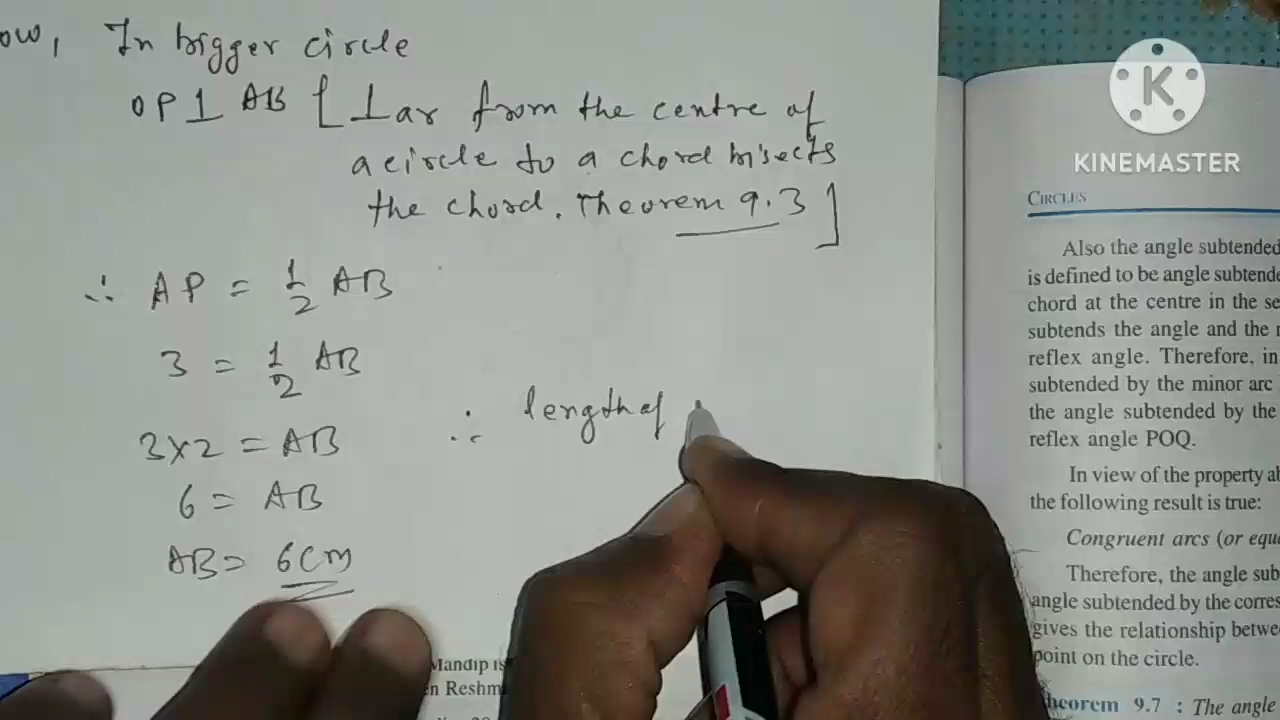 ow, In bigger circle
OP ⊥ AB [ ⊥ar from the centre of
a circle to a chord bisects
the chord. Theorem 9.3 ]
∴ AP = 1/2 AB
3 = 1/2 AB
3×2 = AB
6 = AB
AB = 6cm
∴ length of
Mandip is
n Reshm
KINEMASTER
CIRCLES
Also the angle subtended
is defined to be angle subtende
chord at the centre in the se
subtends the angle and the
reflex angle. Therefore, in
subtended by the minor arc
the angle subtended by the
reflex angle POQ.
In view of the property a
the following result is true:
Congruent arcs (or equa
Therefore, the angle sub
angle subtended by the corres
gives the relationship betwe
point on the circle.
heorem 9.7 : The angle